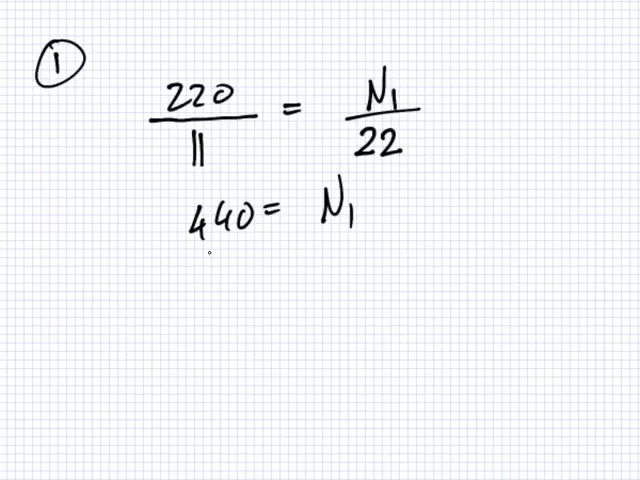 ①
220/11 = N₁/22
440 = N₁